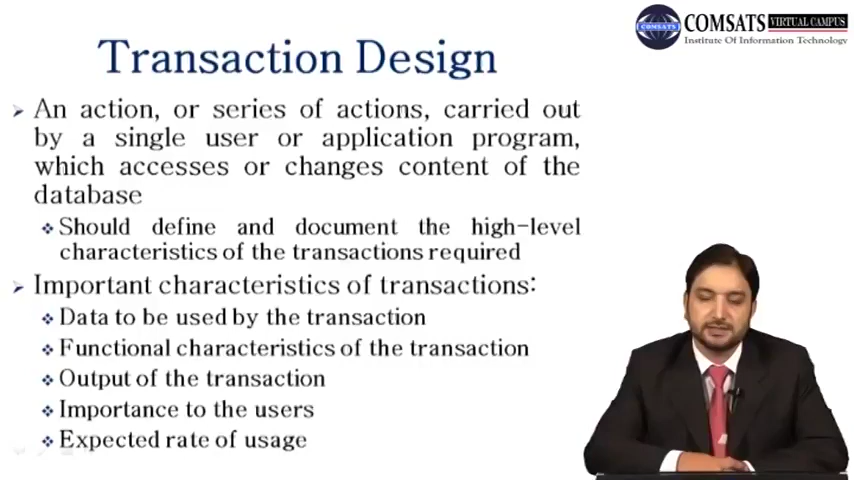 COMSATS VIRTUAL CAMPUS
COMSATS
Institute Of Information Technology
Transaction Design
An action, or series of actions, carried out
by a single user or application program,
which accesses or changes content of the
database
Should define and document the high-level
characteristics of the transactions required
Important characteristics of transactions:
Data to be used by the transaction
Functional characteristics of the transaction
Output of the transaction
Importance to the users
Expected rate of usage